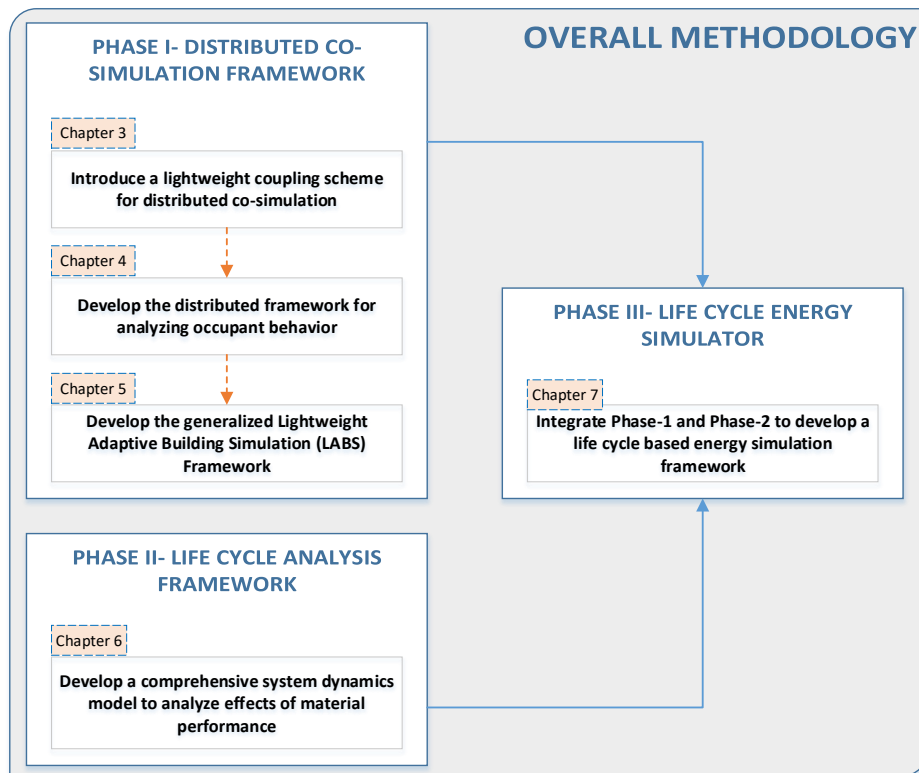 OVERALL METHODOLOGY
PHASE I- DISTRIBUTED CO-
SIMULATION FRAMEWORK
Chapter 3
Introduce a lightweight coupling scheme
for distributed co-simulation
Chapter 4
Develop the distributed framework for
analyzing occupant behavior
Chapter 5
Develop the generalized Lightweight
Adaptive Building Simulation (LABS)
Framework
PHASE II- LIFE CYCLE ANALYSIS
FRAMEWORK
Chapter 6
Develop a comprehensive system dynamics
model to analyze effects of material
performance
PHASE III- LIFE CYCLE ENERGY
SIMULATOR
Chapter 7
Integrate Phase-1 and Phase-2 to develop a
life cycle based energy simulation
framework